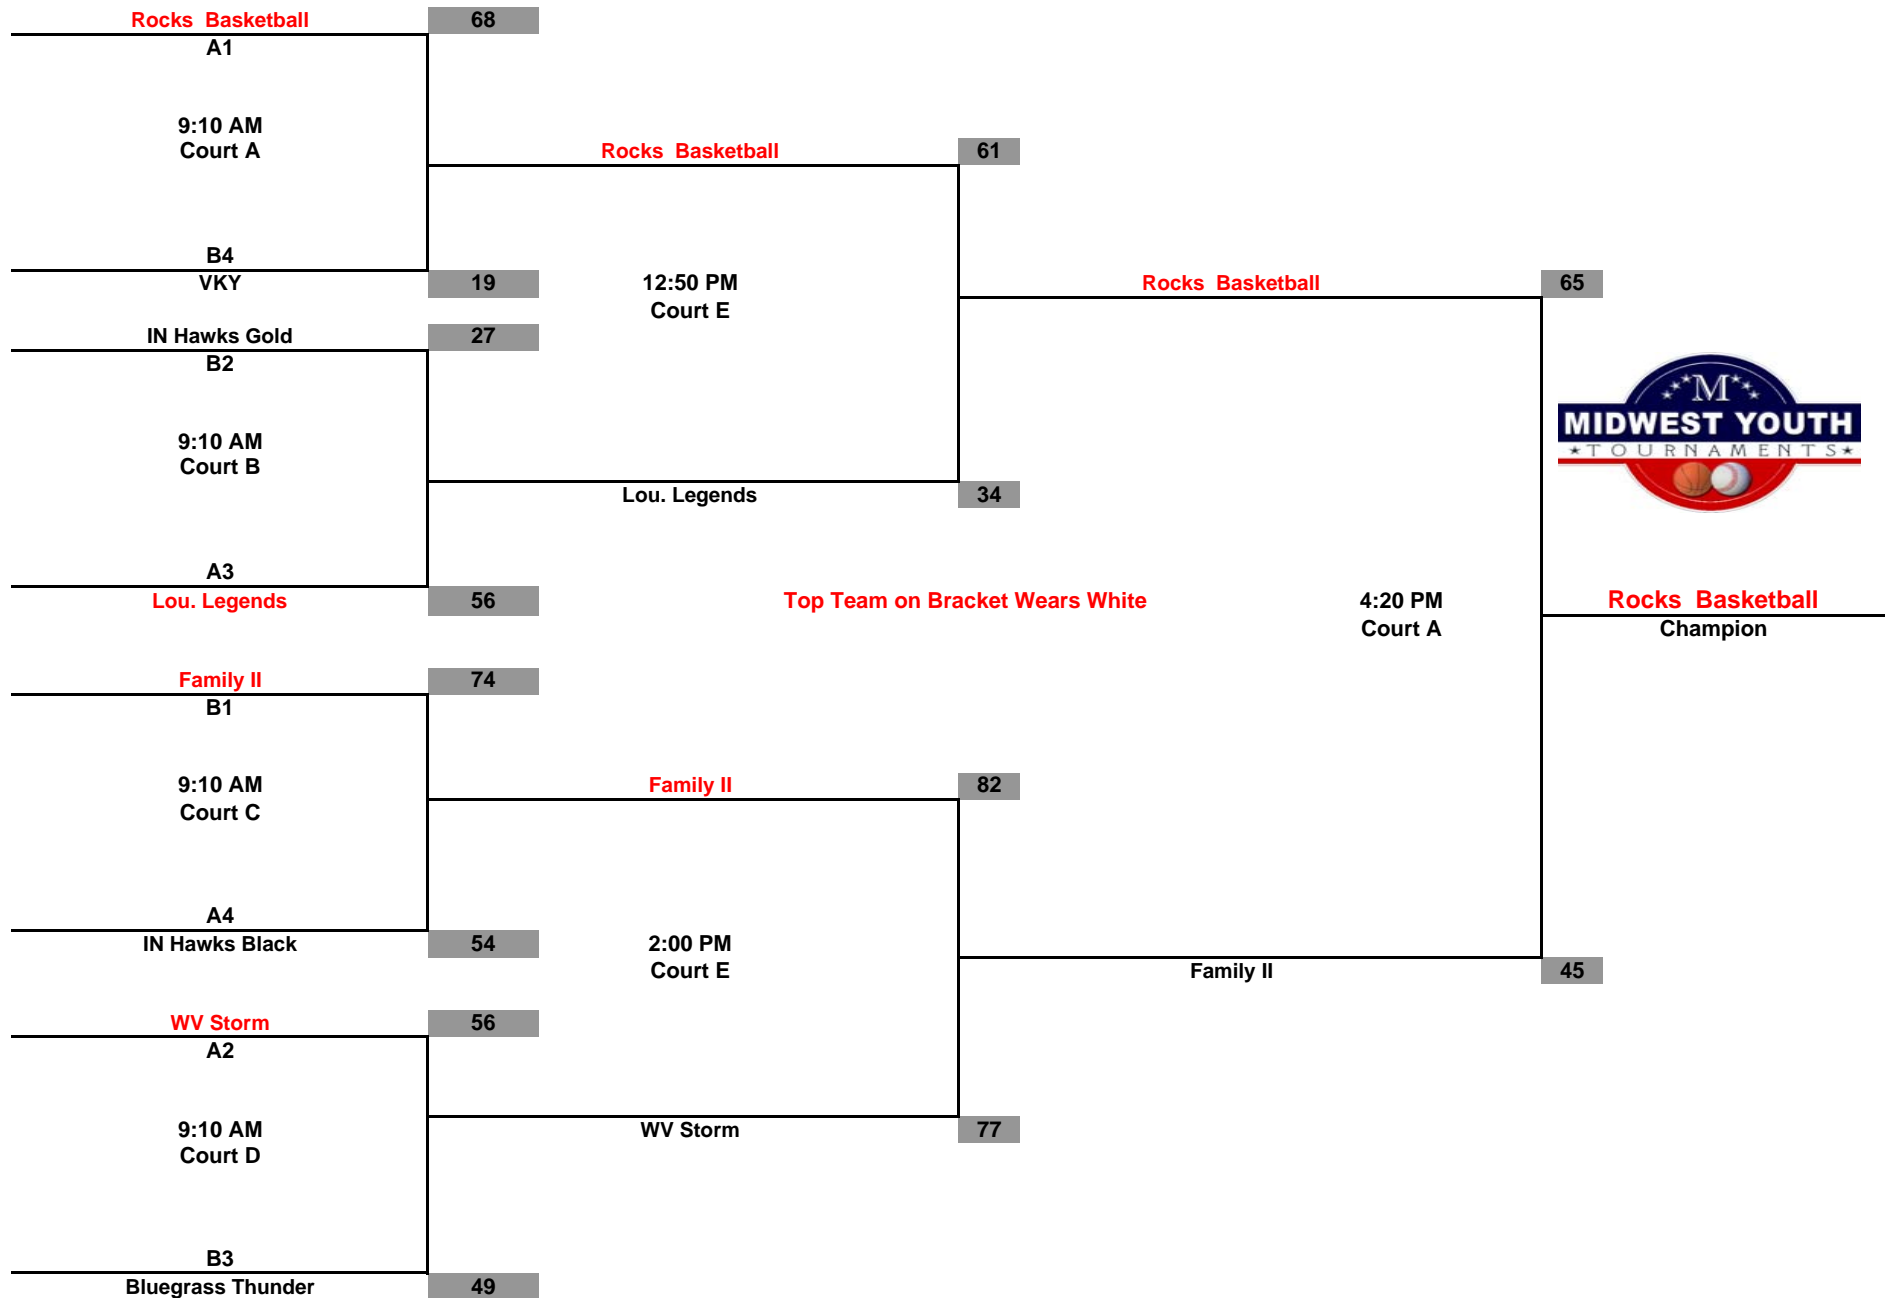 Rocks  Basketball 68
A1
9:10 AM
Court A
Rocks  Basketball 61
B4
VKY 19
12:50 PM
Court E
Rocks  Basketball 65
IN Hawks Gold 27
B2
9:10 AM
Court B
Lou. Legends 34
A3
Lou. Legends 56
M
MIDWEST YOUTH
TOURNAMENTS
Top Team on Bracket Wears White
4:20 PM
Court A
Rocks  Basketball
Champion
Family II 74
B1
9:10 AM
Court C
Family II 82
A4
IN Hawks Black 54
2:00 PM
Court E
Family II 45
WV Storm 56
A2
9:10 AM
Court D
WV Storm 77
B3
Bluegrass Thunder 49